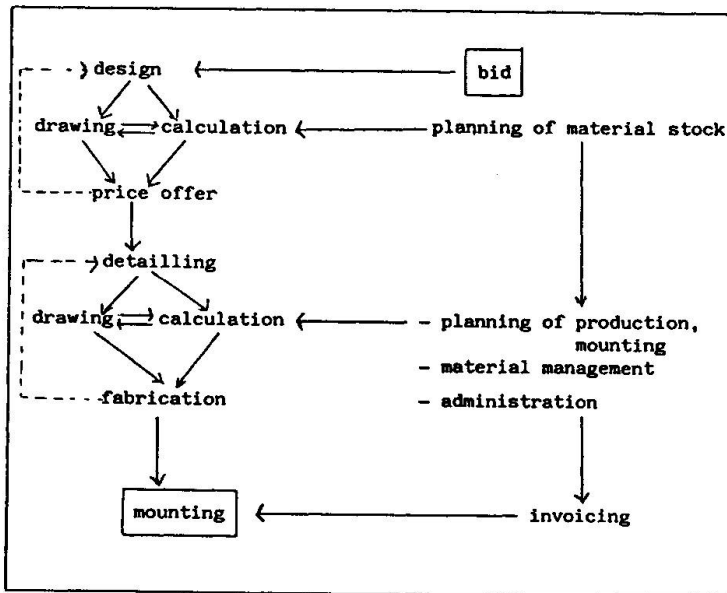 design
bid
drawing
calculation
planning of material stock
price offer
detailling
drawing
calculation
- planning of production,
mounting
- material management
fabrication
- administration
mounting
invoicing